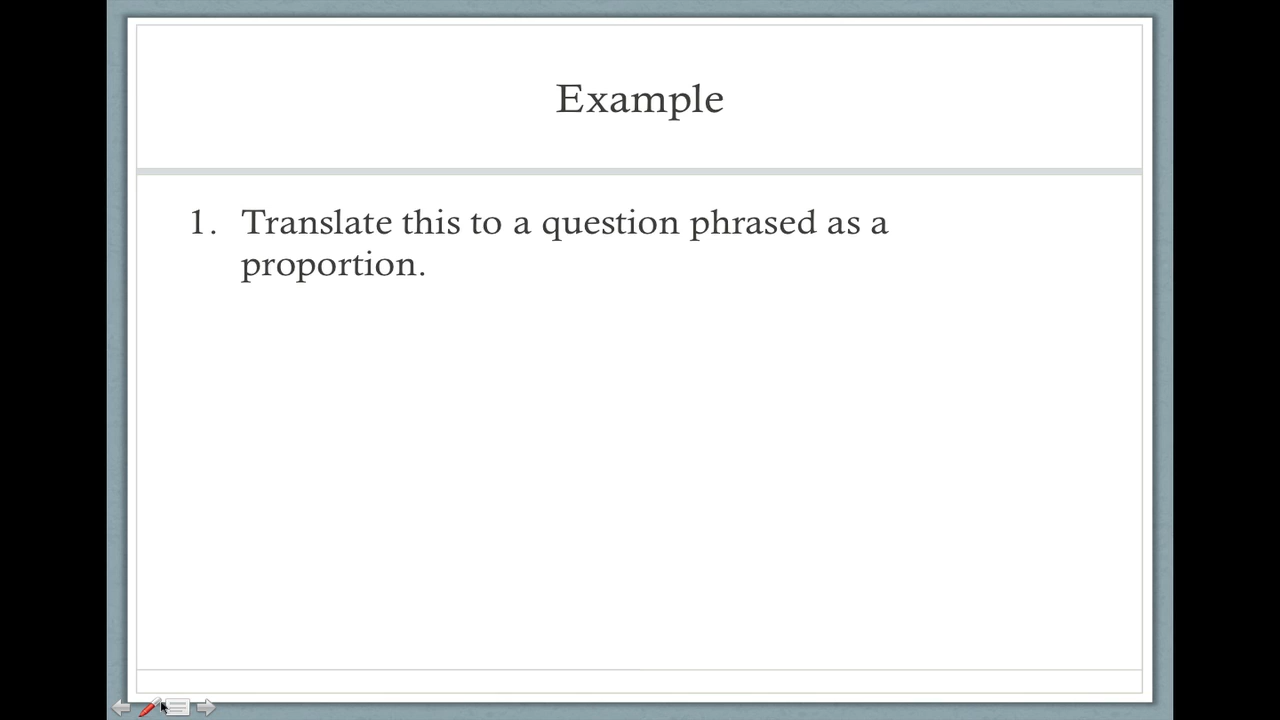 Example
1. Translate this to a question phrased as a
proportion.